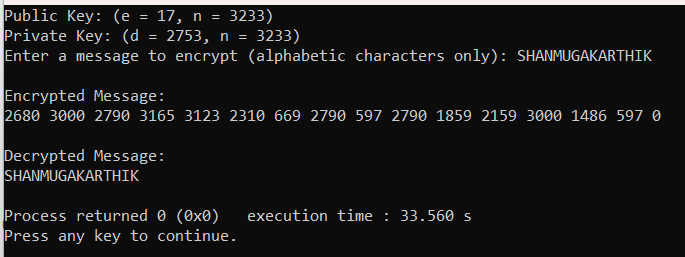 Public Key: (e = 17, n = 3233)
Private Key: (d = 2753, n = 3233)
Enter a message to encrypt (alphabetic characters only): SHANMUGAKARTHIK
Encrypted Message:
2680 3000 2790 3165 3123 2310 669 2790 597 2790 1859 2159 3000 1486 597 0
Decrypted Message:
SHANMUGAKARTHIK
Process returned 0 (0x0)   execution time : 33.560 s
Press any key to continue.